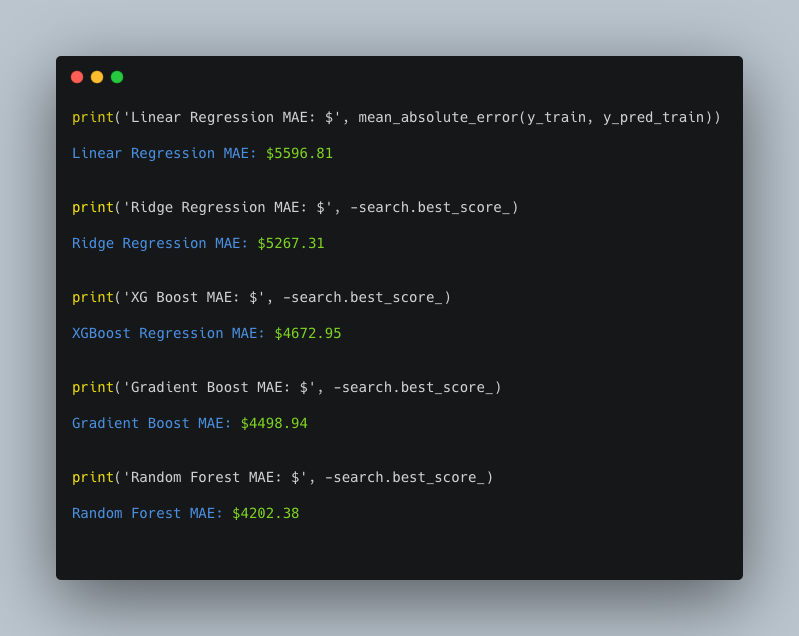 print('Linear Regression MAE: $', mean_absolute_error(y_train, y_pred_train))
Linear Regression MAE: $5596.81
print('Ridge Regression MAE: $', -search.best_score_)
Ridge Regression MAE: $5267.31
print('XG Boost MAE: $', -search.best_score_)
XGBoost Regression MAE: $4672.95
print('Gradient Boost MAE: $', -search.best_score_)
Gradient Boost MAE: $4498.94
print('Random Forest MAE: $', -search.best_score_)
Random Forest MAE: $4202.38